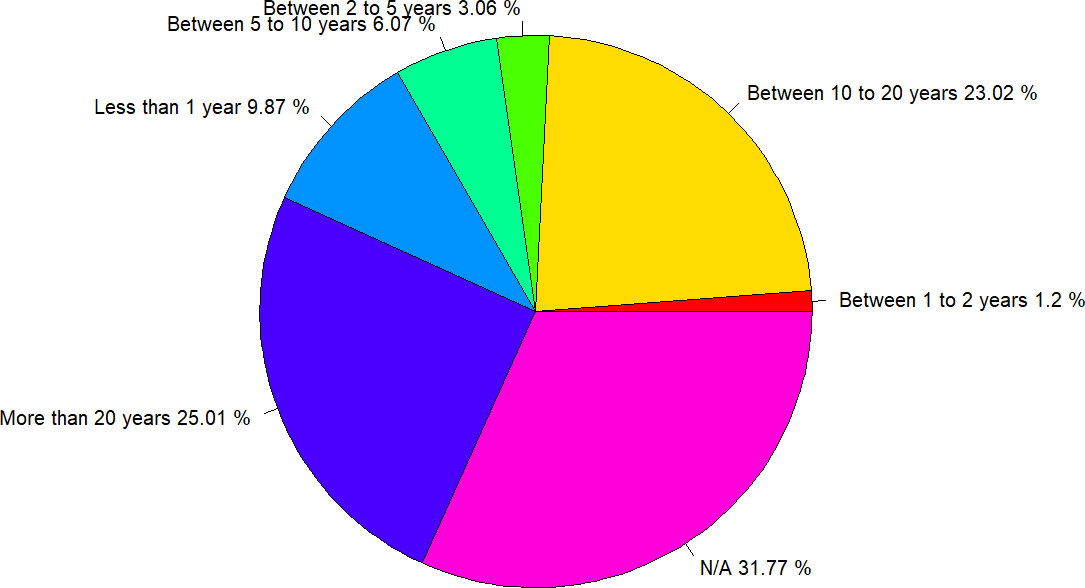 Between 2 to 5 years 3.06 %
Between 5 to 10 years 6.07 %
Between 10 to 20 years 23.02 %
Less than 1 year 9.87 %
Between 1 to 2 years 1.2 %
More than 20 years 25.01 %
N/A 31.77 %